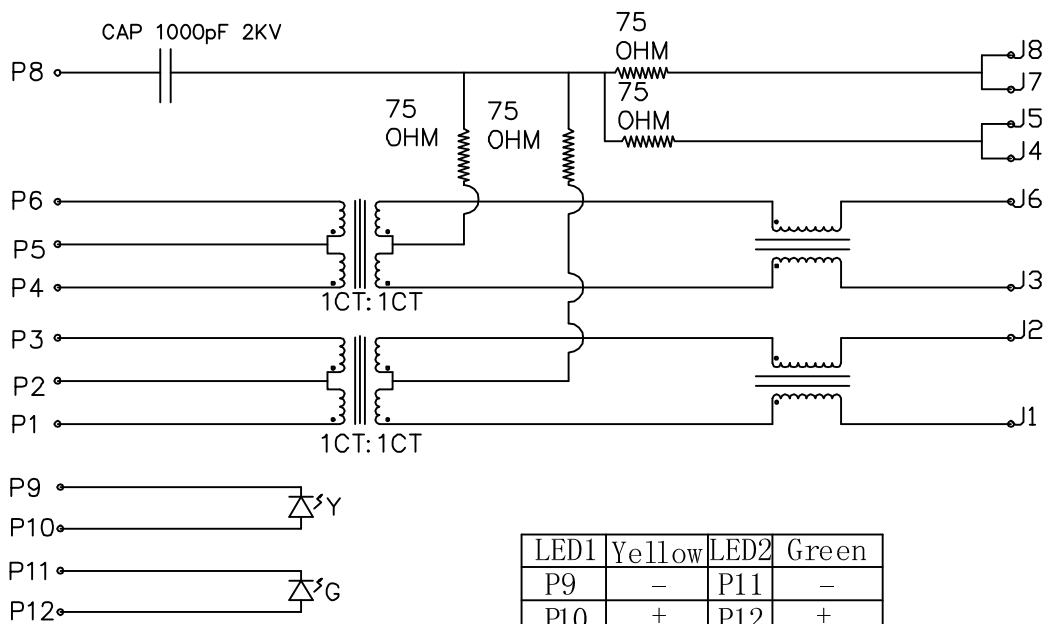 CAP 1000pF 2KV
75
OHM
J8
P8
J7
75
OHM
J5
J4
75
OHM
75
OHM
P6
J6
P5
P4
J3
1CT:1CT
P3
J2
P2
P1
J1
1CT:1CT
P9
Y
P10
P11
G
P12
LED1 Yellow LED2 Green
P9 - P11 -
P10 + P12 +